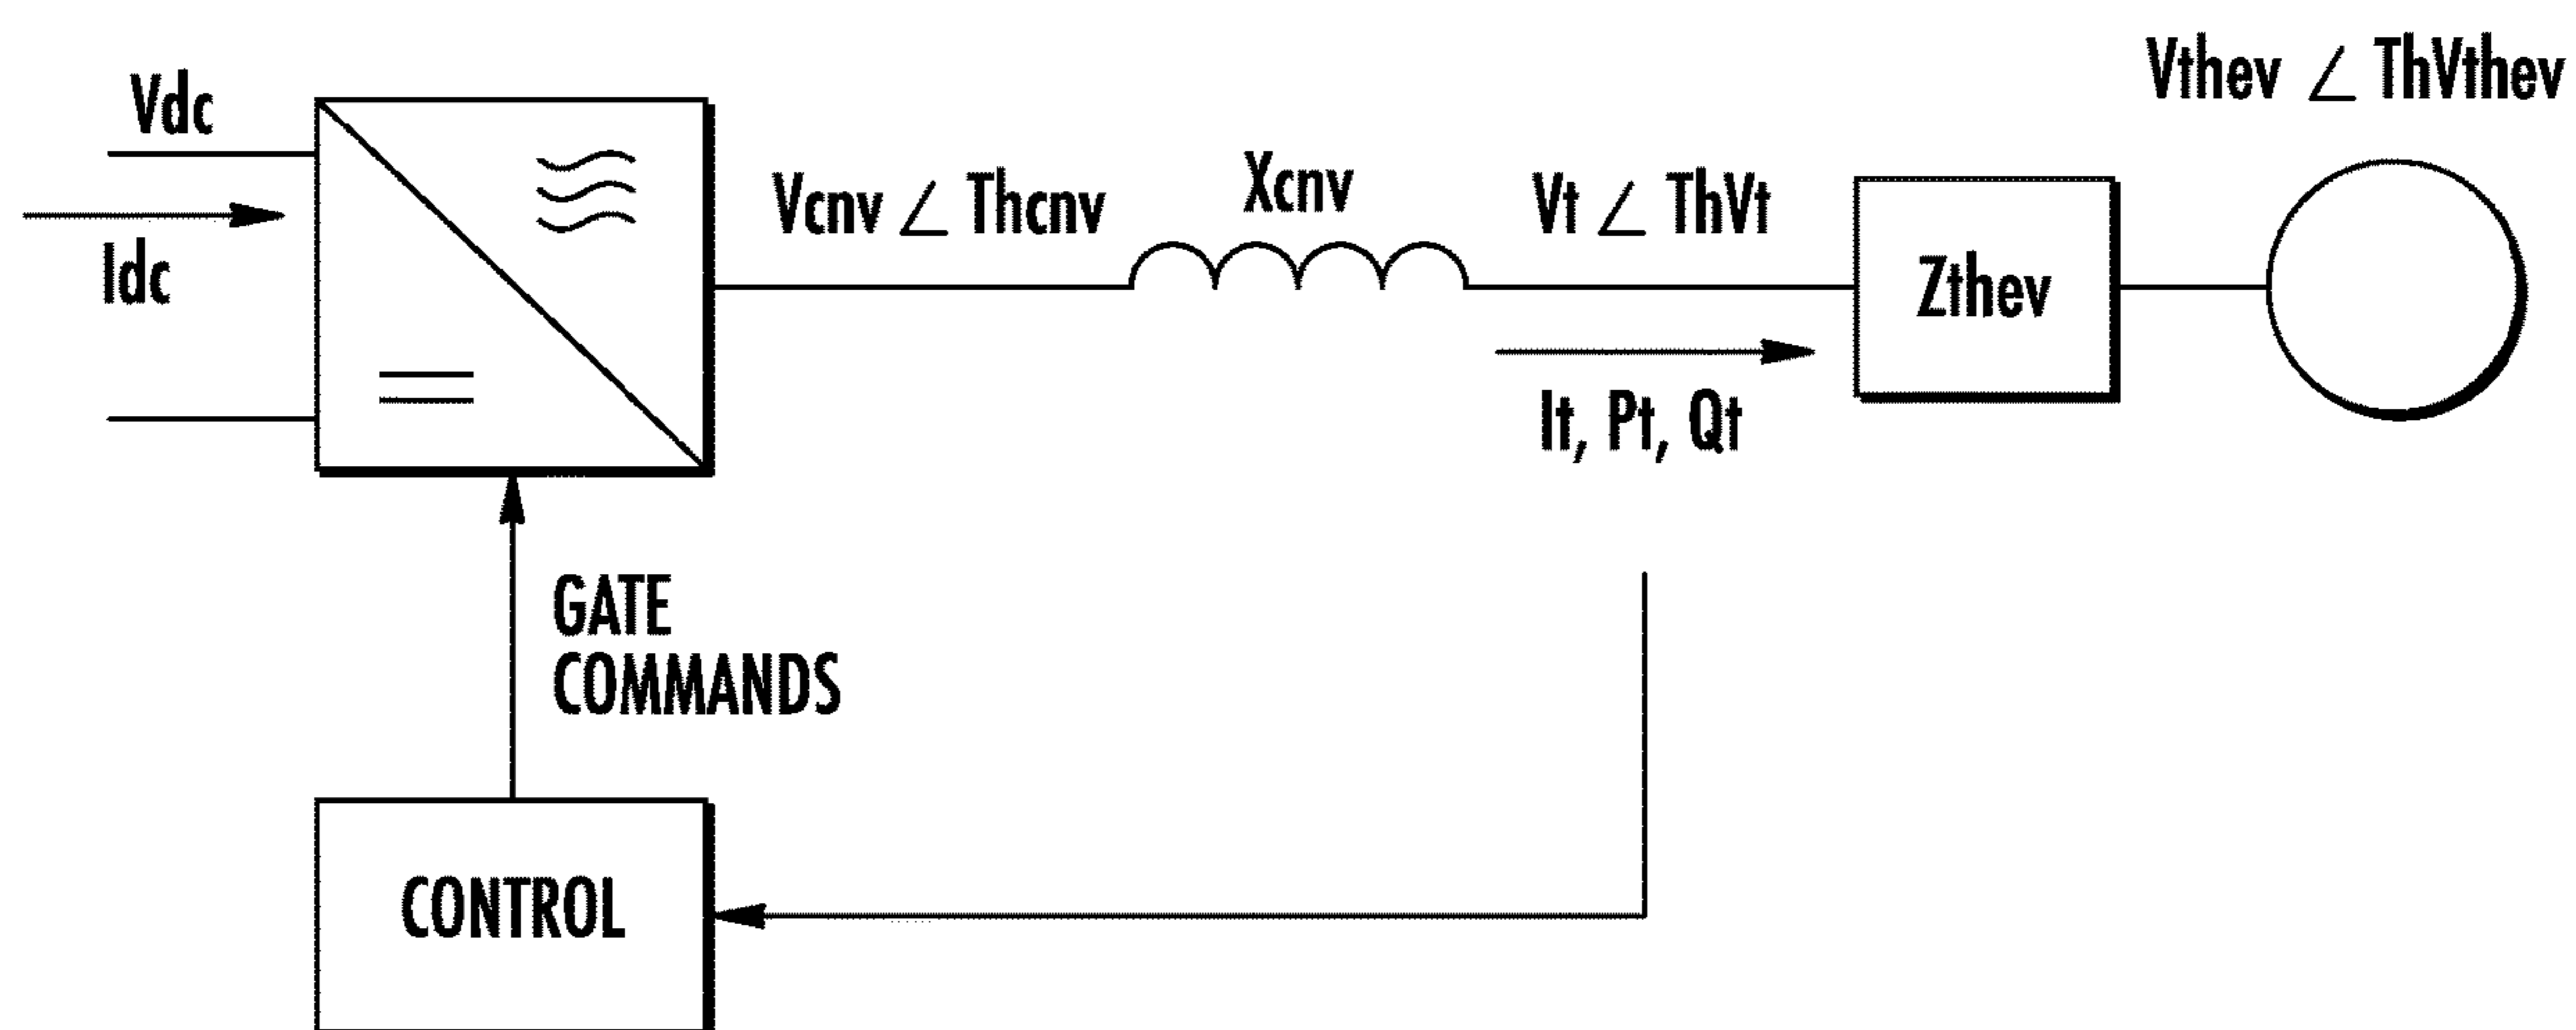 Vthev ∠ ThVthev
Vdc
Vcnv ∠ Thcnv
Xcnv
Vt ∠ ThVt
Idc
Zthev
It, Pt, Qt
GATE
COMMANDS
CONTROL